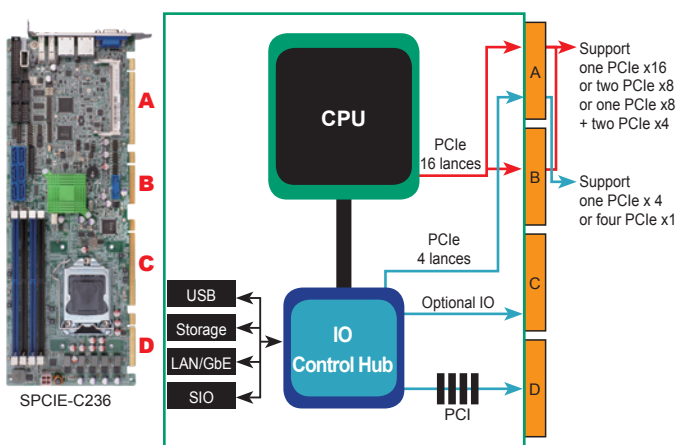 A
B
C
D
SPCIE-C236
CPU
PCIe
16 lances
PCIe
4 lances
Optional IO
IO
Control Hub
PCI
USB
Storage
LAN/GbE
SIO
A
B
C
D
Support
one PCIe x16
or two PCIe x8
or one PCIe x8
+ two PCIe x4
Support
one PCIe x 4
or four PCIe x1